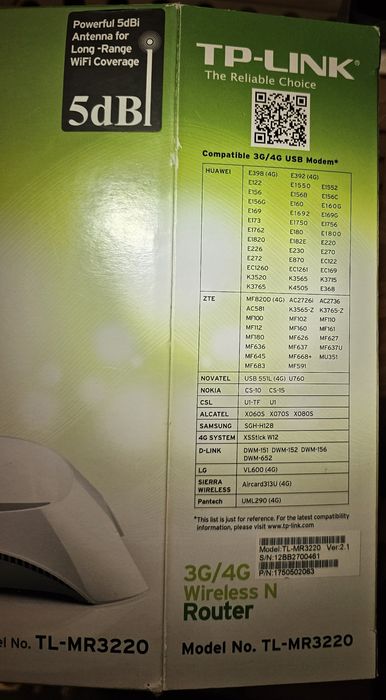 Powerful 5dBi
Antenna for
Long -Range
WiFi Coverage
5dBi
TP-LINK®
The Reliable Choice
Compatible 3G/4G USB Modem*
HUAWEI
E398 (4G) E392 (4G)
E122 E1550 E1552
E156 E156B E156C
E156G E160 E160G
E169 E1692 E169G
E173 E1750 E1756
E1762 E180 E1800
E1820 E182E E220
E226 E230 E270
E272 E870 EC122
EC1260 EC1261 EC169
K3520 K3565 K3715
K3765 K4505 E368
ZTE
MF820D (4G) AC2726i AC2736
AC581 K3565-Z K3765-Z
MF100 MF102 MF110
MF112 MF160 MF161
MF180 MF626 MF627
MF636 MF637 MF637U
MF645 MF668+ MU351
MF683 MF591
NOVATEL USB 551L (4G) U760
NOKIA CS-10 CS-15
CSL U1-TF U1
ALCATEL X060S X070S X080S
SAMSUNG SGH-H128
4G SYSTEM XSStick W12
D-LINK DWM-151 DWM-152 DWM-156
DWM-652
LG VL600 (4G)
SIERRA
WIRELESS
Aircard313U (4G)
Pantech UML290 (4G)
*This list is just for reference. For the latest compatibility
information, please visit www.tp-link.com
Model:TL-MR3220 Ver:2.1
S/N:12BB2700461
P/N:1750502063
3G/4G
Wireless N
Router
el No. TL-MR3220
Model No. TL-MR3220